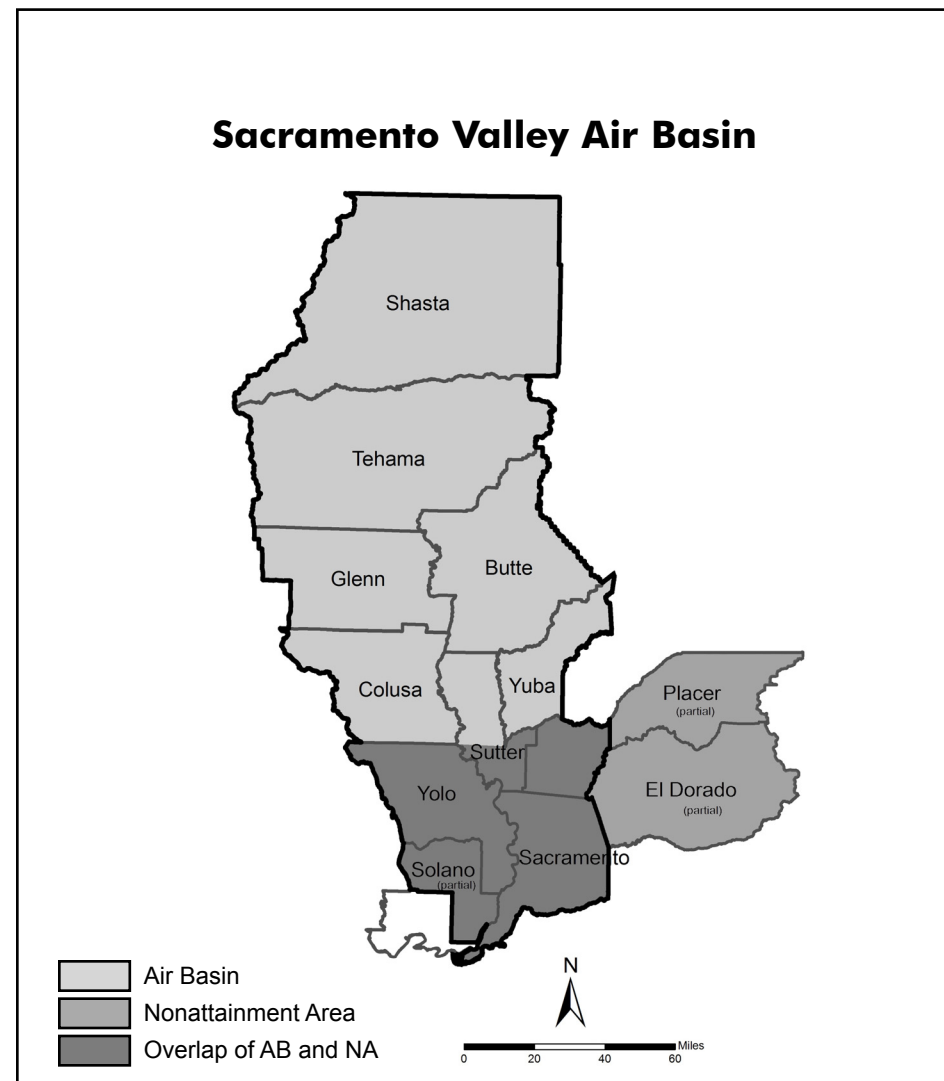 Sacramento Valley Air Basin
Shasta
Tehama
Glenn
Butte
Colusa
Yuba
Placer
(partial)
Sutter
Yolo
El Dorado
(partial)
Sacramento
Solano
(partial)
N
Air Basin
Nonattainment Area
Overlap of AB and NA
Miles
0 20 40 60